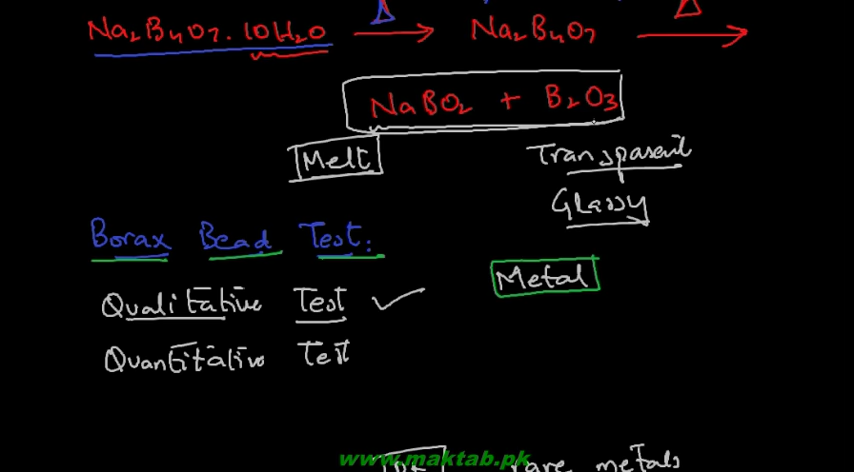 Na2B4O7.10H2O Δ → Na2B4O7 Δ →
NaBO2 + B2O3
Melt Transparent
Glassy
Borax Bead Test:
Metal
Qualitative Test ✓
Quantitative Test
www.maktab.pk
rare metals